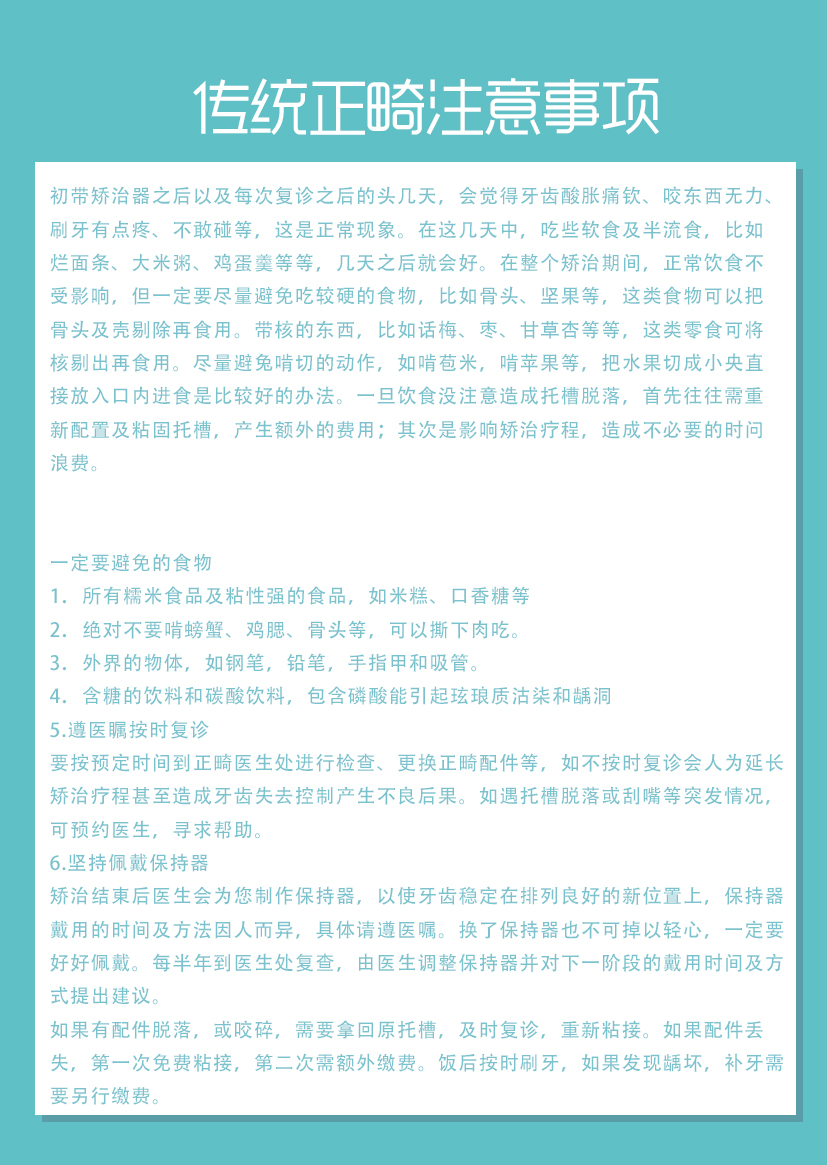 传统正畸注意事项
初带矫治器之后以及每次复诊之后的头几天，会觉得牙齿酸胀痛钦、咬东西无力、
刷牙有点疼、不敢碰等，这是正常现象。在这几天中，吃些软食及半流食，比如
烂面条、大米粥、鸡蛋羹等等，几天之后就会好。在整个矫治期间，正常饮食不
受影响，但一定要尽量避免吃较硬的食物，比如骨头、坚果等，这类食物可以把
骨头及壳剔除再食用。带核的东西，比如话梅、枣、甘草杏等等，这类零食可将
核剔出再食用。尽量避兔啃切的动作，如啃苞米，啃苹果等，把水果切成小央直
接放入口内进食是比较好的办法。一旦饮食没注意造成托槽脱落，首先往往需重
新配置及粘固托槽，产生额外的费用；其次是影响矫治疗程，造成不必要的时问
浪费。
一定要避免的食物
1．所有糯米食品及粘性强的食品，如米糕、口香糖等
2．绝对不要啃螃蟹、鸡腮、骨头等，可以撕下肉吃。
3．外界的物体，如钢笔，铅笔，手指甲和吸管。
4．含糖的饮料和碳酸饮料，包含磷酸能引起玹琅质沽柒和龋洞
5.遵医瞩按时复诊
要按预定时间到正畸医生处进行检查、更换正畸配件等，如不按时复诊会人为延长
矫治疗程甚至造成牙齿失去控制产生不良后果。如遇托槽脱落或刮嘴等突发情况，
可预约医生，寻求帮助。
6.坚持佩戴保持器
矫治结束后医生会为您制作保持器，以使牙齿稳定在排列良好的新位置上，保持器
戴用的时间及方法因人而异，具体请遵医嘱。换了保持器也不可掉以轻心，一定要
好好佩戴。每半年到医生处复查，由医生调整保持器并对下一阶段的戴用时间及方
式提出建议。
如果有配件脱落，或咬碎，需要拿回原托槽，及时复诊，重新粘接。如果配件丢
失，第一次免费粘接，第二次需额外缴费。饭后按时刷牙，如果发现龋坏，补牙需
要另行缴费。